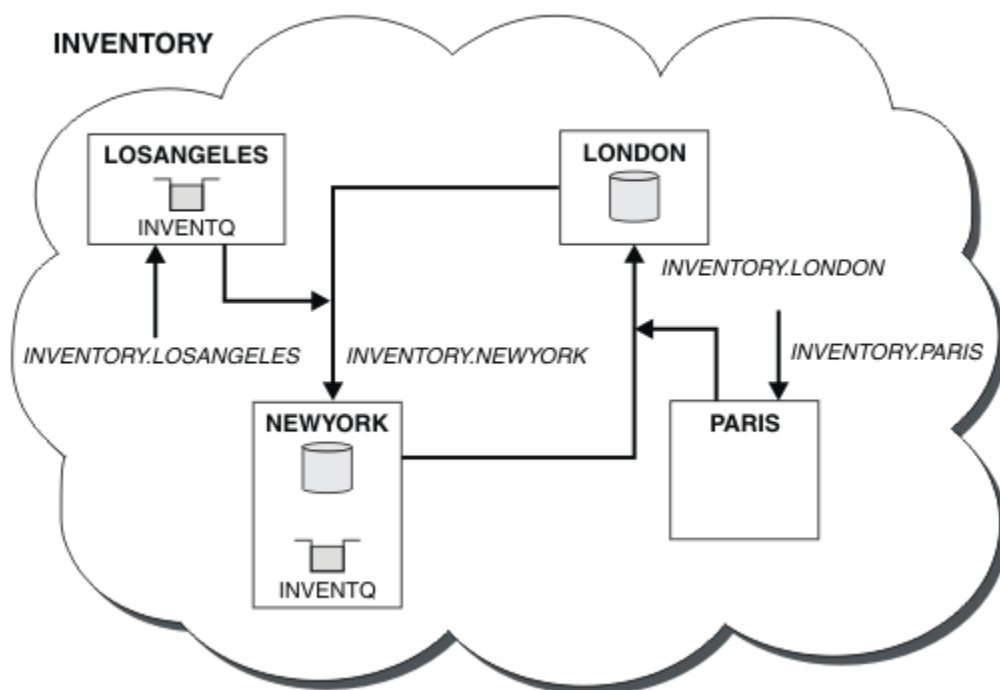 INVENTORY
LOSANGELES
INVENTQ
LONDON
INVENTORY.LONDON
INVENTORY.LOSANGELES
INVENTORY.NEWYORK
INVENTORY.PARIS
NEWYORK
INVENTQ
PARIS